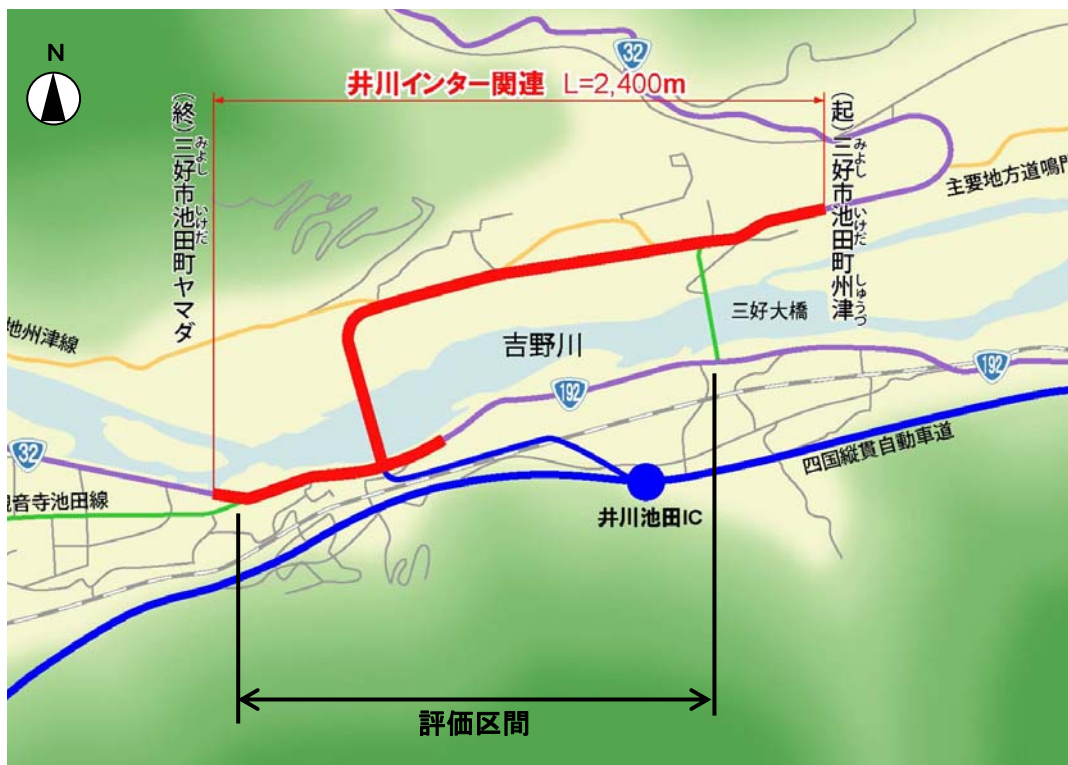 N
32
井川インター関連 L=2,400m
(終)三好市池田町ヤマダ
みよし
いけだ
(起)三好市池田町州津
みよし
いけだ
しゅうづ
主要地方道鳴門
三好大橋
吉野川
地州津線
192
192
32
四国縦貫自動車道
観音寺池田線
井川池田IC
評価区間